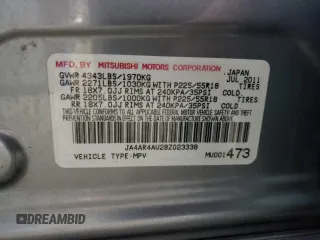 MFD BY MITSUBISHI MOTORS CORPORATION JAPAN
GVWR 4343LBS/1970KG JUL 2011
GAWR 2271LBS/1030KG WITH P225/55R18 TIRES
FR 18X7.0JJ RIMS AT 240KPA/35PSI COLD
GAWR 2205LBS/1000KG WITH P225/55R18 TIRES
RR 18X7.0JJ RIMS AT 240KPA/35PSI COLD
JA4AR4AU2BZ023338
VEHICLE TYPE·MPV MU001473
AUTOBIDMASTER